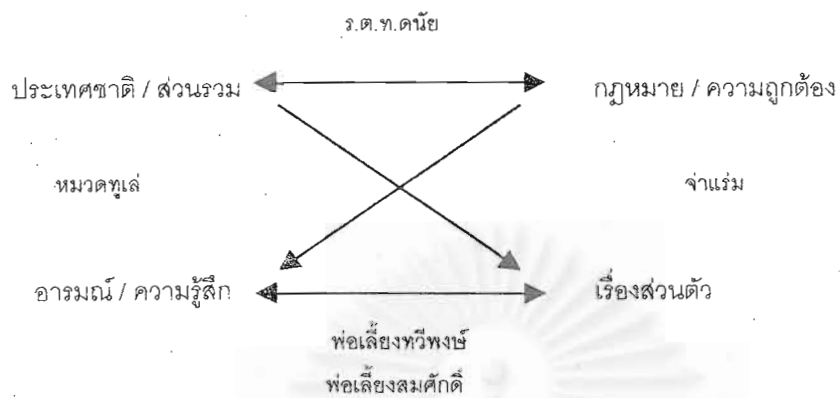 ร.ต.ท.ดนัย
ประเทศชาติ / ส่วนรวม กฎหมาย / ความถูกต้อง
หมวดทูเล่ จ่าแร่ม
อารมณ์ / ความรู้สึก เรื่องส่วนตัว
พ่อเลี้ยงทวีพงษ์
พ่อเลี้ยงสมศักดิ์